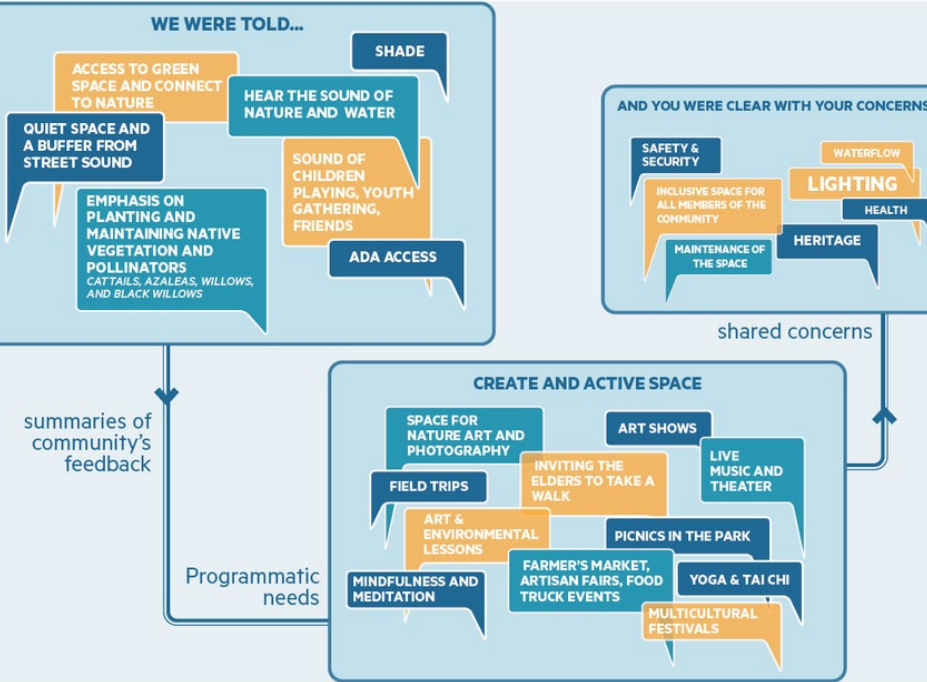 WE WERE TOLD...
SHADE
ACCESS TO GREEN
SPACE AND CONNECT
TO NATURE
HEAR THE SOUND OF
NATURE AND WATER
QUIET SPACE AND
A BUFFER FROM
STREET SOUND
SOUND OF
CHILDREN
PLAYING, YOUTH
GATHERING,
FRIENDS
EMPHASIS ON
PLANTING AND
MAINTAINING NATIVE
VEGETATION AND
POLLINATORS
CATTAILS, AZALEAS, WILLOWS,
AND BLACK WILLOWS
ADA ACCESS
summaries of
community's
feedback
Programmatic
needs
CREATE AND ACTIVE SPACE
SPACE FOR
NATURE ART AND
PHOTOGRAPHY
ART SHOWS
LIVE
MUSIC AND
THEATER
INVITING THE
ELDERS TO TAKE A
WALK
FIELD TRIPS
ART &
ENVIRONMENTAL
LESSONS
PICNICS IN THE PARK
MINDFULNESS AND
MEDITATION
FARMER'S MARKET,
ARTISAN FAIRS, FOOD
TRUCK EVENTS
YOGA & TAI CHI
MULTICULTURAL
FESTIVALS
shared concerns
AND YOU WERE CLEAR WITH YOUR CONCERNS
SAFETY &
SECURITY
WATERFLOW
LIGHTING
INCLUSIVE SPACE FOR
ALL MEMBERS OF THE
COMMUNITY
HEALTH
HERITAGE
MAINTENANCE OF
THE SPACE